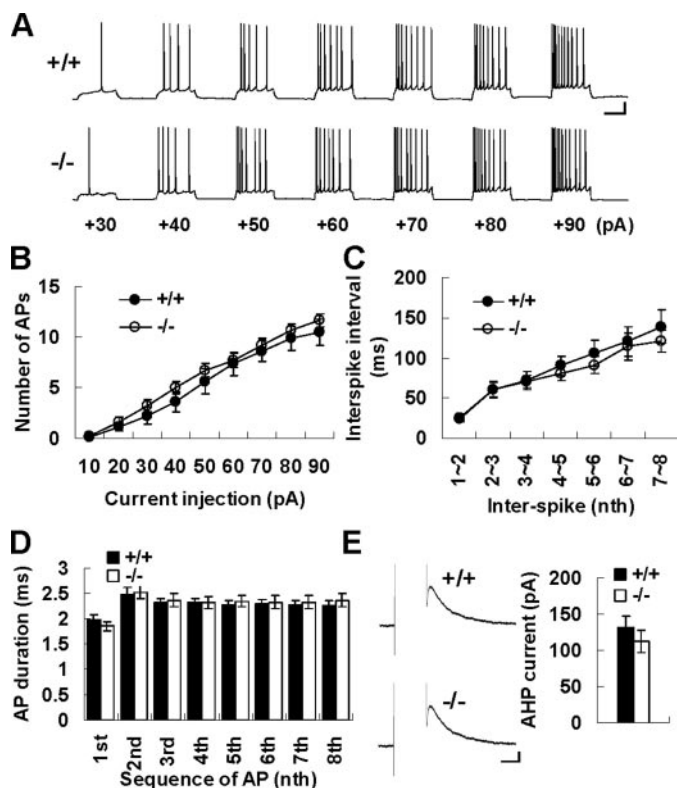 A
+/+
-/-
+30 +40 +50 +60 +70 +80 +90 (pA)
B
Number of APs
15
10
5
0
+/+
-/-
10 20 30 40 50 60 70 80 90
Current injection (pA)
C
Interspike interval
(ms)
200
150
100
50
0
+/+
-/-
1~2 2~3 3~4 4~5 5~6 6~7 7~8
Inter-spike (nth)
D
AP duration (ms)
3
2.5
2
1.5
1
0.5
0
+/+
-/-
1st 2nd 3rd 4th 5th 6th 7th 8th
Sequence of AP (nth)
E
+/+
-/-
AHP current (pA)
200
150
100
50
0
+/+
-/-